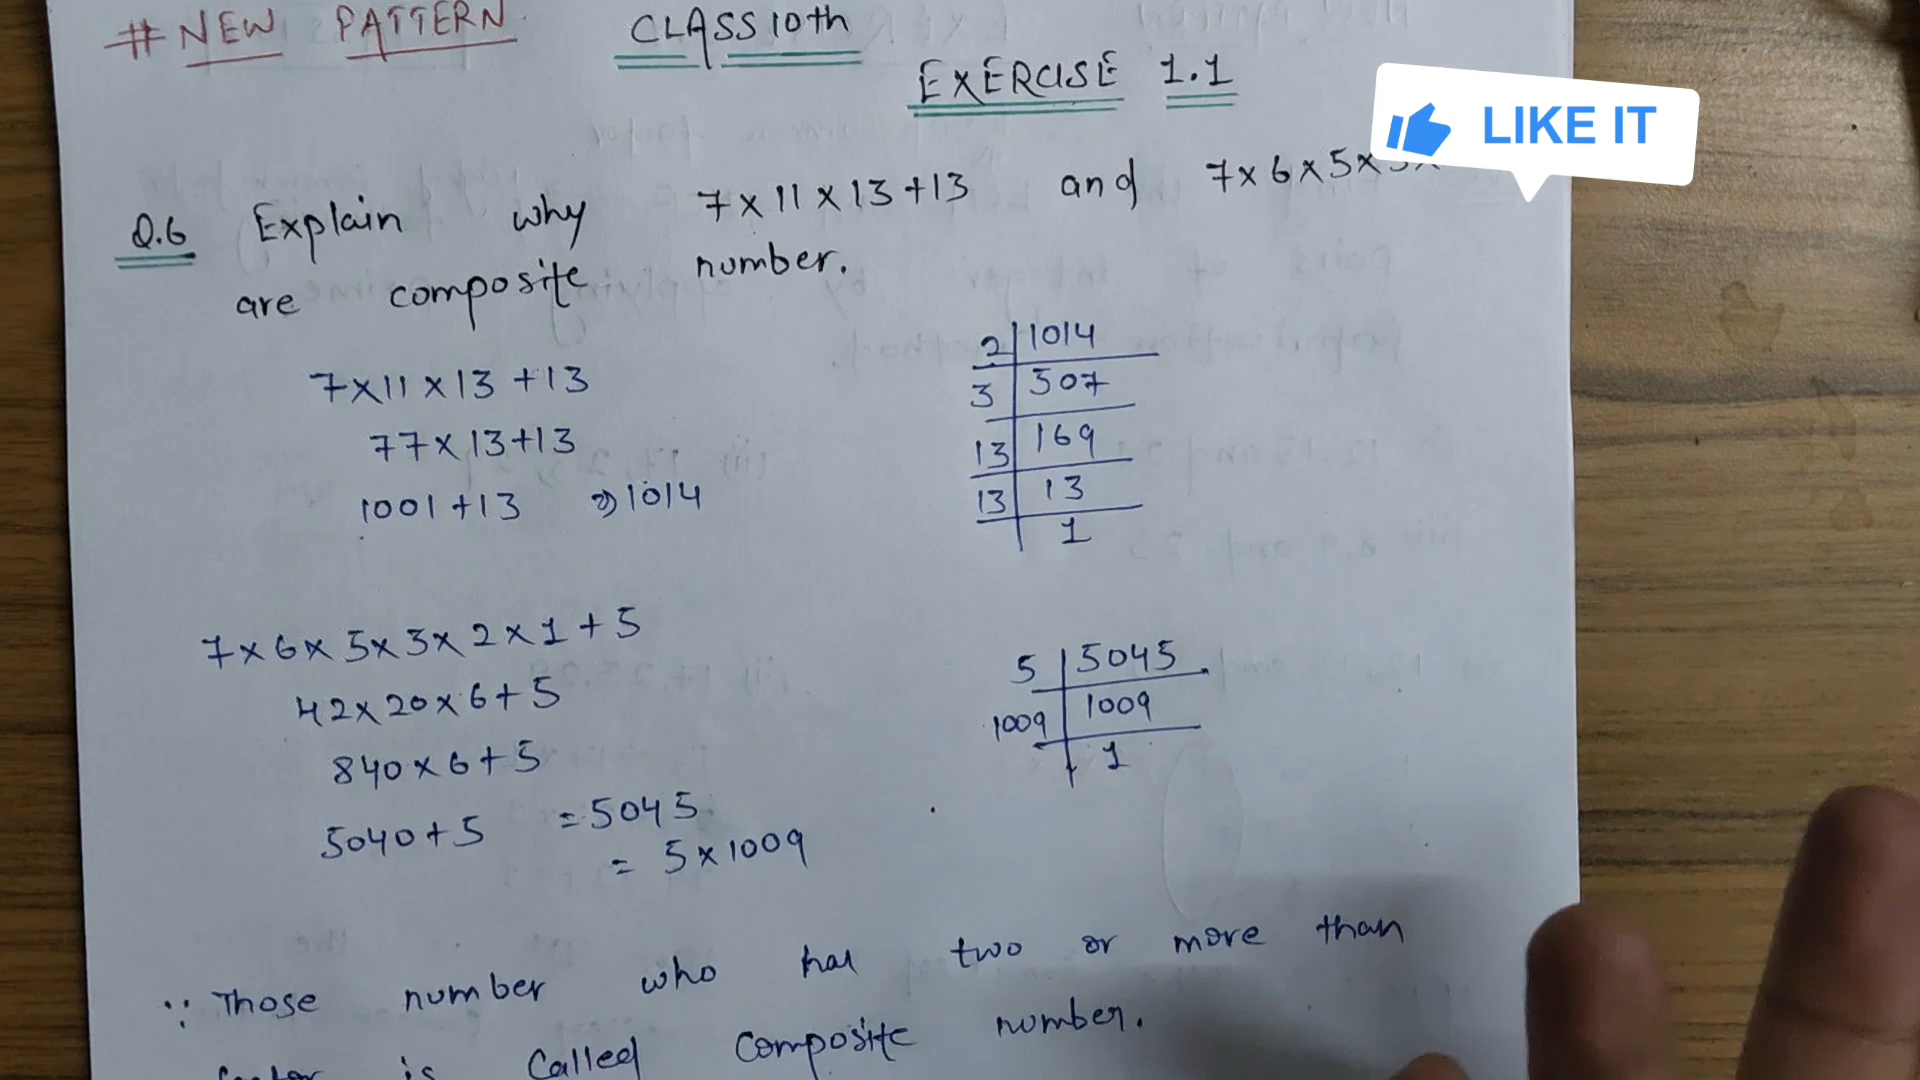 # NEW PATTERN CLASS 10th
EXERCISE 1.1
LIKE IT
Q.6 Explain why 7×11×13+13 and 7×6×5×
are composite number.
7×11×13+13
77×13+13
1001+13 ⇒1014
2 | 1014
3 | 507
13 | 169
13 | 13
1
7×6×5×3×2×1+5
42×20×6+5
840×6+5
5040+5 =5045
= 5×1009
5 | 5045
1009 | 1009
1
∵ Those number who has two or more than
factor is called composite number.